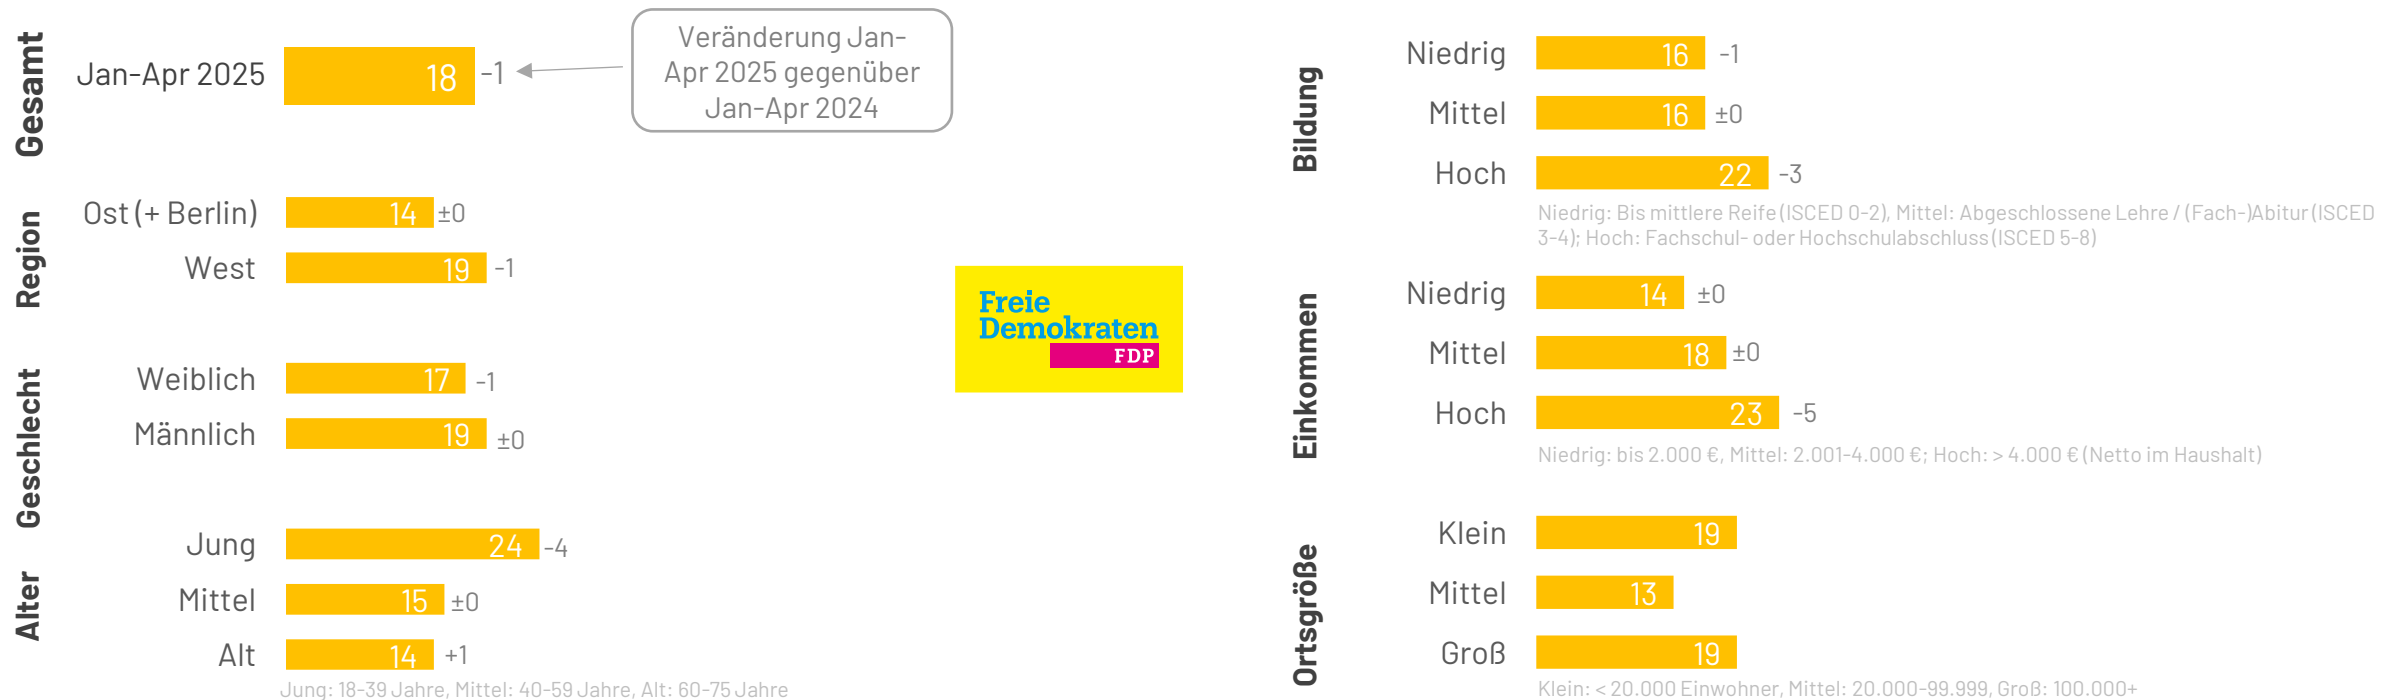 Gesamt
Jan-Apr 2025 18 -1
Veränderung Jan-
Apr 2025 gegenüber
Jan-Apr 2024
Region
Ost (+ Berlin) 14 ±0
West 19 -1
Geschlecht
Weiblich 17 -1
Männlich 19 ±0
Alter
Jung 24 -4
Mittel 15 ±0
Alt 14 +1
Jung: 18-39 Jahre, Mittel: 40-59 Jahre, Alt: 60-75 Jahre
Freie
Demokraten
FDP
Bildung
Niedrig 16 -1
Mittel 16 ±0
Hoch 22 -3
Niedrig: Bis mittlere Reife (ISCED 0-2), Mittel: Abgeschlossene Lehre / (Fach-)Abitur (ISCED
3-4); Hoch: Fachschul- oder Hochschulabschluss (ISCED 5-8)
Einkommen
Niedrig 14 ±0
Mittel 18 ±0
Hoch 23 -5
Niedrig: bis 2.000 €, Mittel: 2.001-4.000 €; Hoch: > 4.000 € (Netto im Haushalt)
Ortsgröße
Klein 19
Mittel 13
Groß 19
Klein: < 20.000 Einwohner, Mittel: 20.000-99.999, Groß: 100.000+